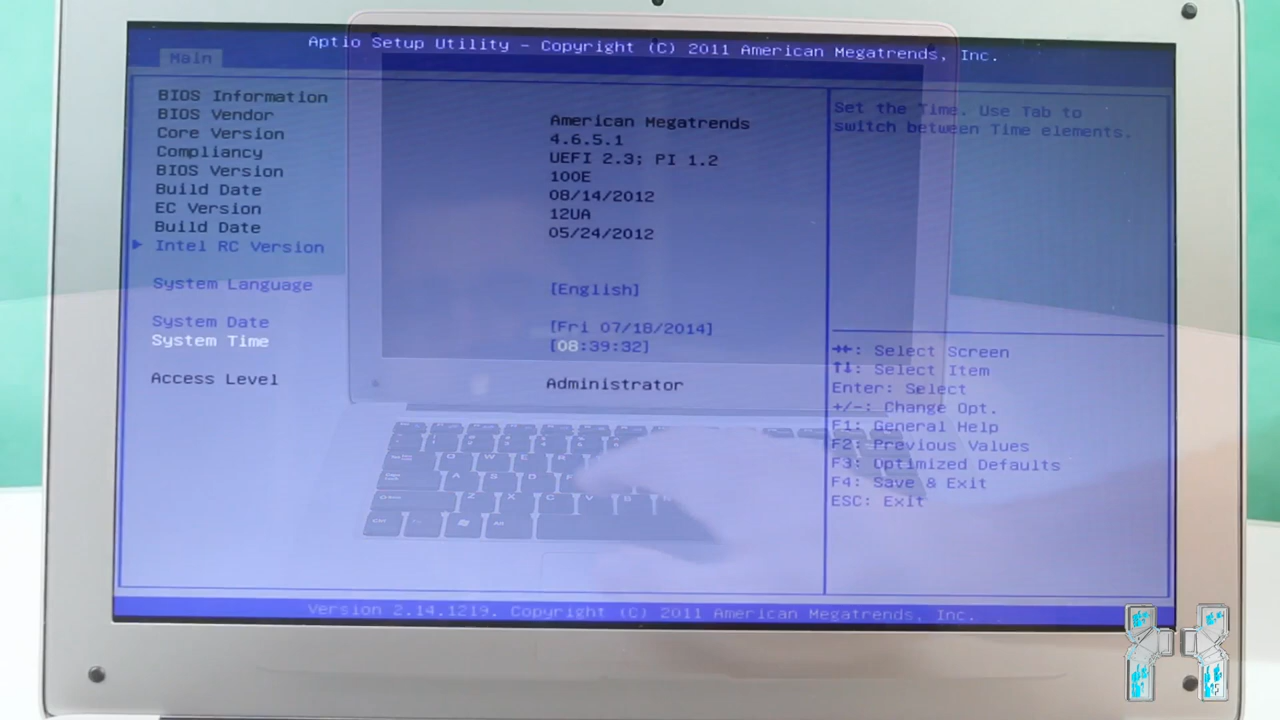 Aptio Setup Utility - Copyright (C) 2011 American Megatrends, Inc.
Main
BIOS Information
BIOS Vendor American Megatrends
Core Version 4.6.5.1
Compliancy UEFI 2.3; PI 1.2
BIOS Version 100E
Build Date 08/14/2012
EC Version 12UA
Build Date 05/24/2012
Intel RC Version
System Language [English]
System Date [Fri 07/18/2014]
System Time [08:39:32]
Access Level Administrator
Set the Time. Use Tab to
switch between Time elements.
→←: Select Screen
↑↓: Select Item
Enter: Select
+/-: Change Opt.
F1: General Help
F2: Previous Values
F3: Optimized Defaults
F4: Save & Exit
ESC: Exit
Version 2.14.1219. Copyright (C) 2011 American Megatrends, Inc.